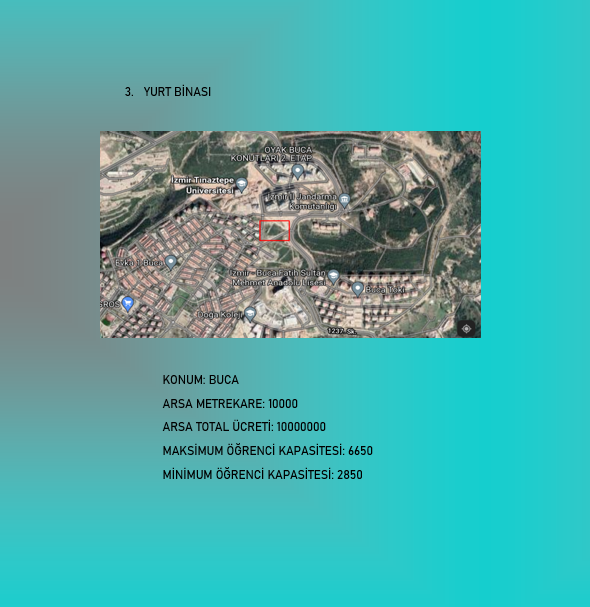 3. YURT BİNASI
OYAK BUCA
KONUTLARI 2. ETAP
İzmir Tınaztepe
Üniversitesi
İzmir İl Jandarma
Komutanlığı
Evka 1 Buca
İzmir - Buca Fatih Sultan
Mehmet Anadolu Lisesi
Buca Toki
GROS
Doğa Koleji
1237. Sk.
KONUM: BUCA
ARSA METREKARE: 10000
ARSA TOTAL ÜCRETİ: 10000000
MAKSİMUM ÖĞRENCİ KAPASİTESİ: 6650
MİNİMUM ÖĞRENCİ KAPASİTESİ: 2850